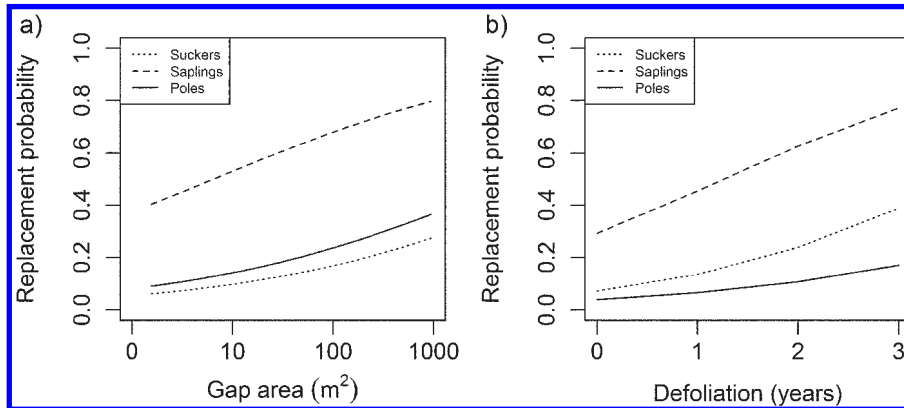 a)
Replacement probability
1.0
0.8
0.6
0.4
0.2
0.0
Suckers
Saplings
Poles
0 10 100 1000
Gap area (m²)
b)
Replacement probability
1.0
0.8
0.6
0.4
0.2
0.0
Suckers
Saplings
Poles
0 1 2 3
Defoliation (years)